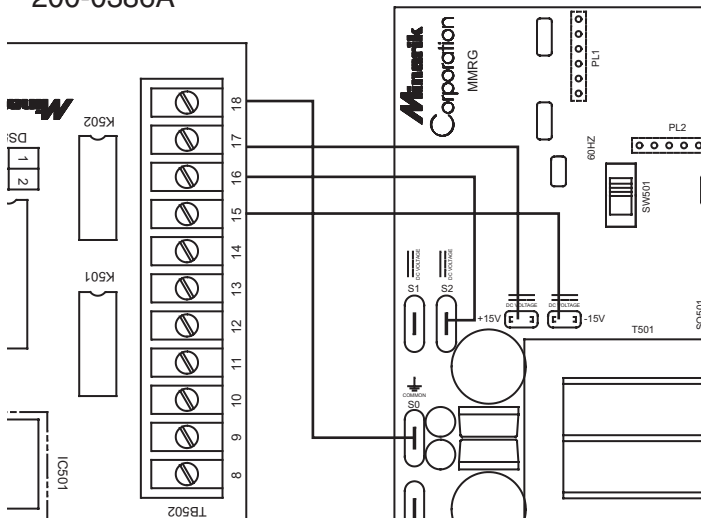 200-0386A
Minarik
Corporation
MMRG
PL1
PL2
60HZ
SW501
K502
1
2
K501
IC501
18
17
16
15
14
13
12
11
10
9
8
TB502
DC VOLTAGE
S1
DC VOLTAGE
S2
+15V
DC VOLTAGE
DC VOLTAGE
-15V
T501
SO501
COMMON
S0